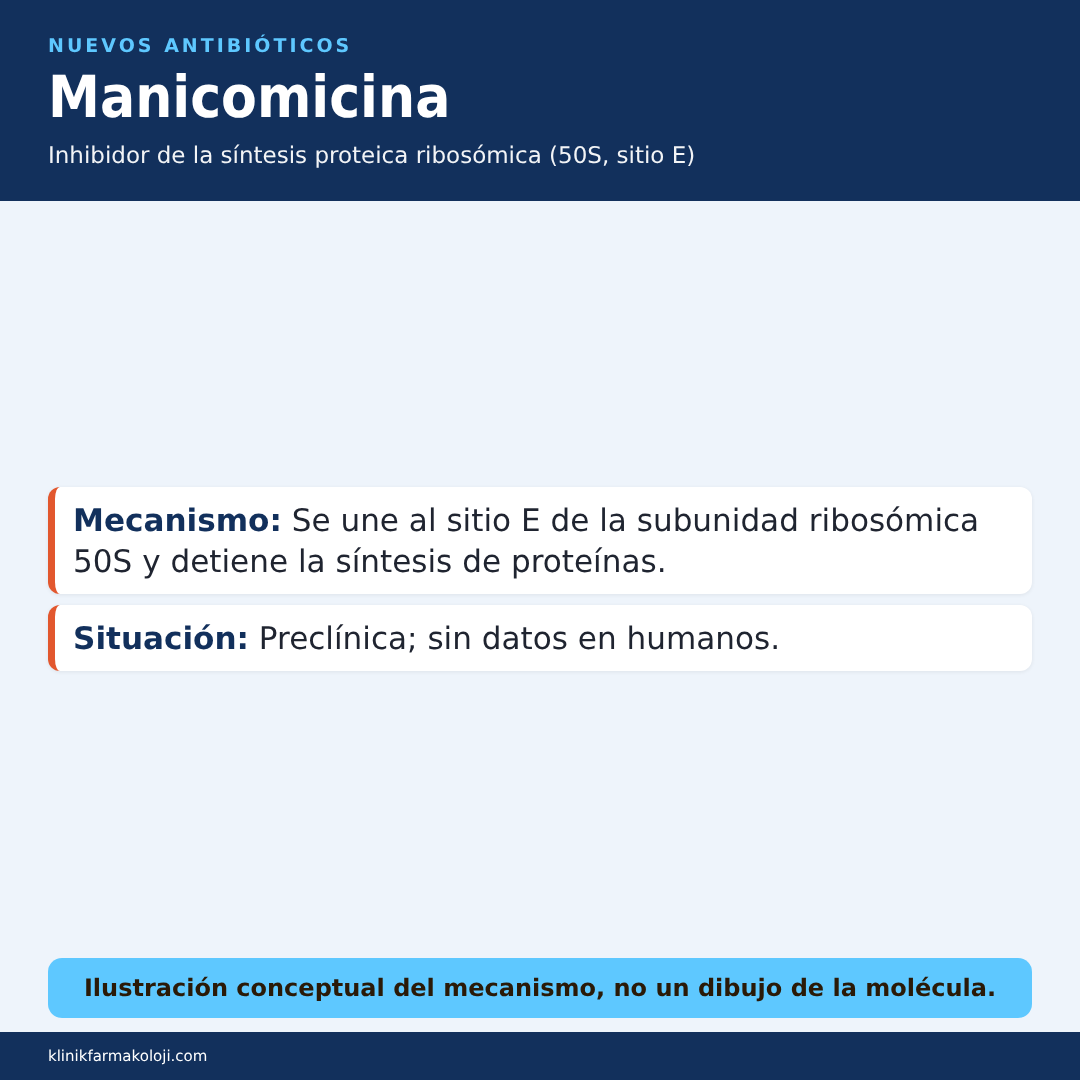 NUEVOS ANTIBIÓTICOS
Manicomicina
Inhibidor de la síntesis proteica ribosómica (50S, sitio E)
Mecanismo: Se une al sitio E de la subunidad ribosómica
50S y detiene la síntesis de proteínas.
Situación: Preclínica; sin datos en humanos.
Ilustración conceptual del mecanismo, no un dibujo de la molécula.
klinikfarmakoloji.com